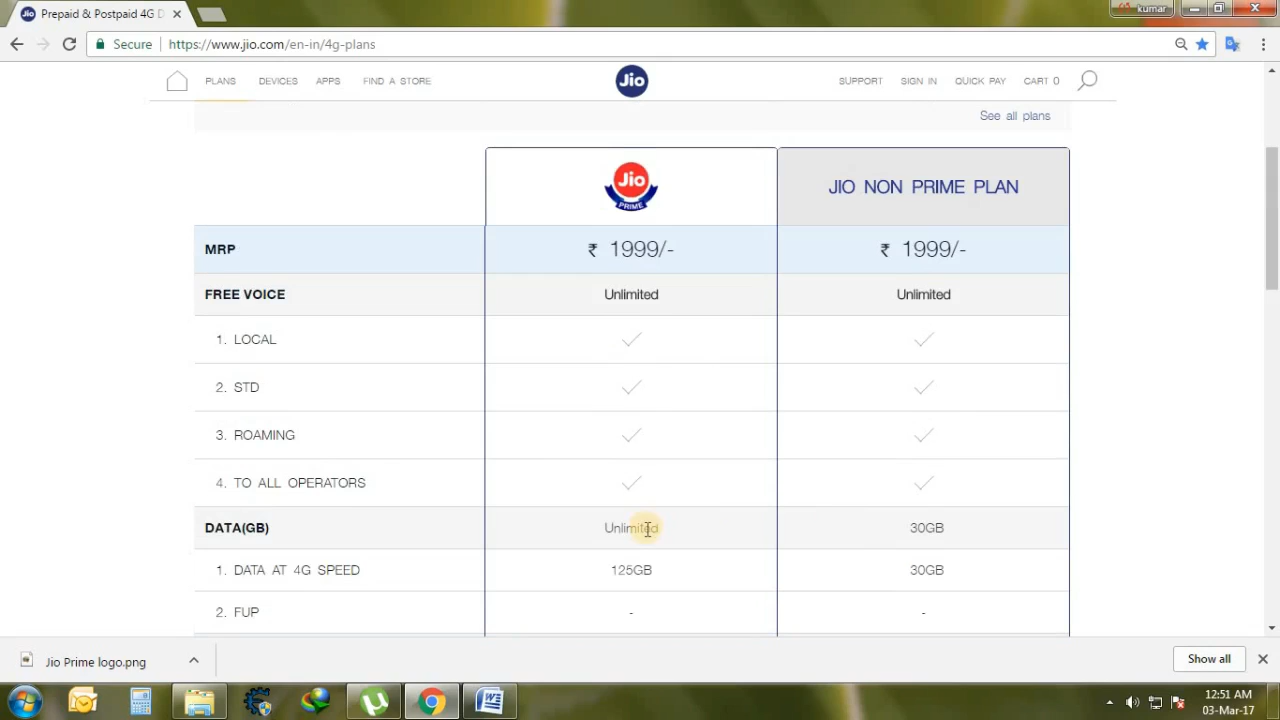 Prepaid & Postpaid 4G D
kumar
Secure https://www.jio.com/en-in/4g-plans
PLANS DEVICES APPS FIND A STORE Jio SUPPORT SIGN IN QUICK PAY CART 0
See all plans
Jio
PRIME
JIO NON PRIME PLAN
MRP ₹ 1999/- ₹ 1999/-
FREE VOICE Unlimited Unlimited
1. LOCAL
2. STD
3. ROAMING
4. TO ALL OPERATORS
DATA(GB) Unlimited 30GB
1. DATA AT 4G SPEED 125GB 30GB
2. FUP - -
Jio Prime logo.png Show all
12:51 AM
03-Mar-17